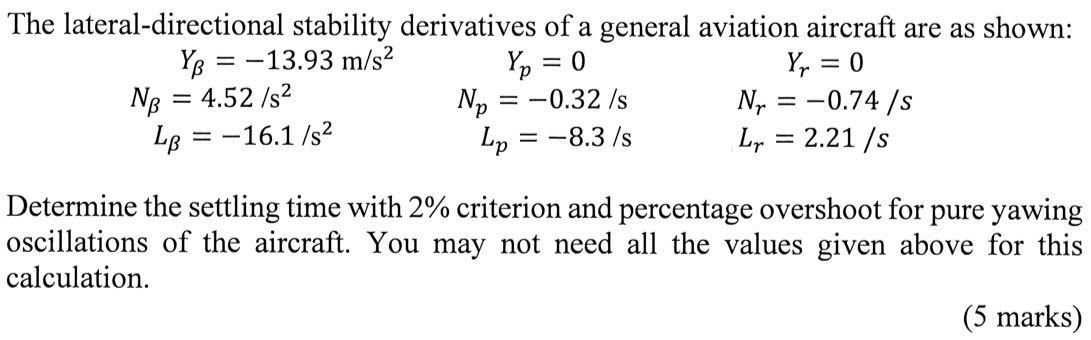 The lateral-directional stability derivatives of a general aviation aircraft are as shown:
Yβ = −13.93 m/s² Yp = 0 Yr = 0
Nβ = 4.52 /s² Np = −0.32 /s Nr = −0.74 /s
Lβ = −16.1 /s² Lp = −8.3 /s Lr = 2.21 /s
Determine the settling time with 2% criterion and percentage overshoot for pure yawing
oscillations of the aircraft. You may not need all the values given above for this
calculation.
(5 marks)